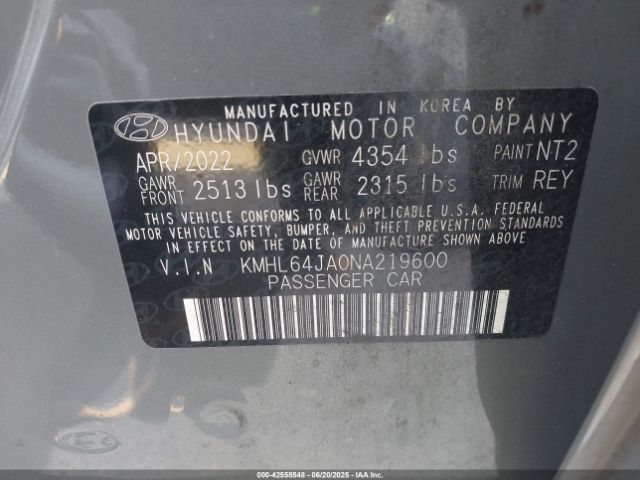 MANUFACTURED IN KOREA BY
HYUNDAI MOTOR COMPANY
APR/2022 GVWR 4354 lbs PAINT NT2
GAWR FRONT 2513 lbs GAWR REAR 2315 lbs TRIM REY
THIS VEHICLE CONFORMS TO ALL APPLICABLE U.S.A. FEDERAL
MOTOR VEHICLE SAFETY, BUMPER, AND THEFT PREVENTION STANDARDS
IN EFFECT ON THE DATE OF MANUFACTURE SHOWN ABOVE
V.I.N KMHL64JA0NA219600
PASSENGER CAR
000-42558548 - 06/20/2025 - IAA Inc.